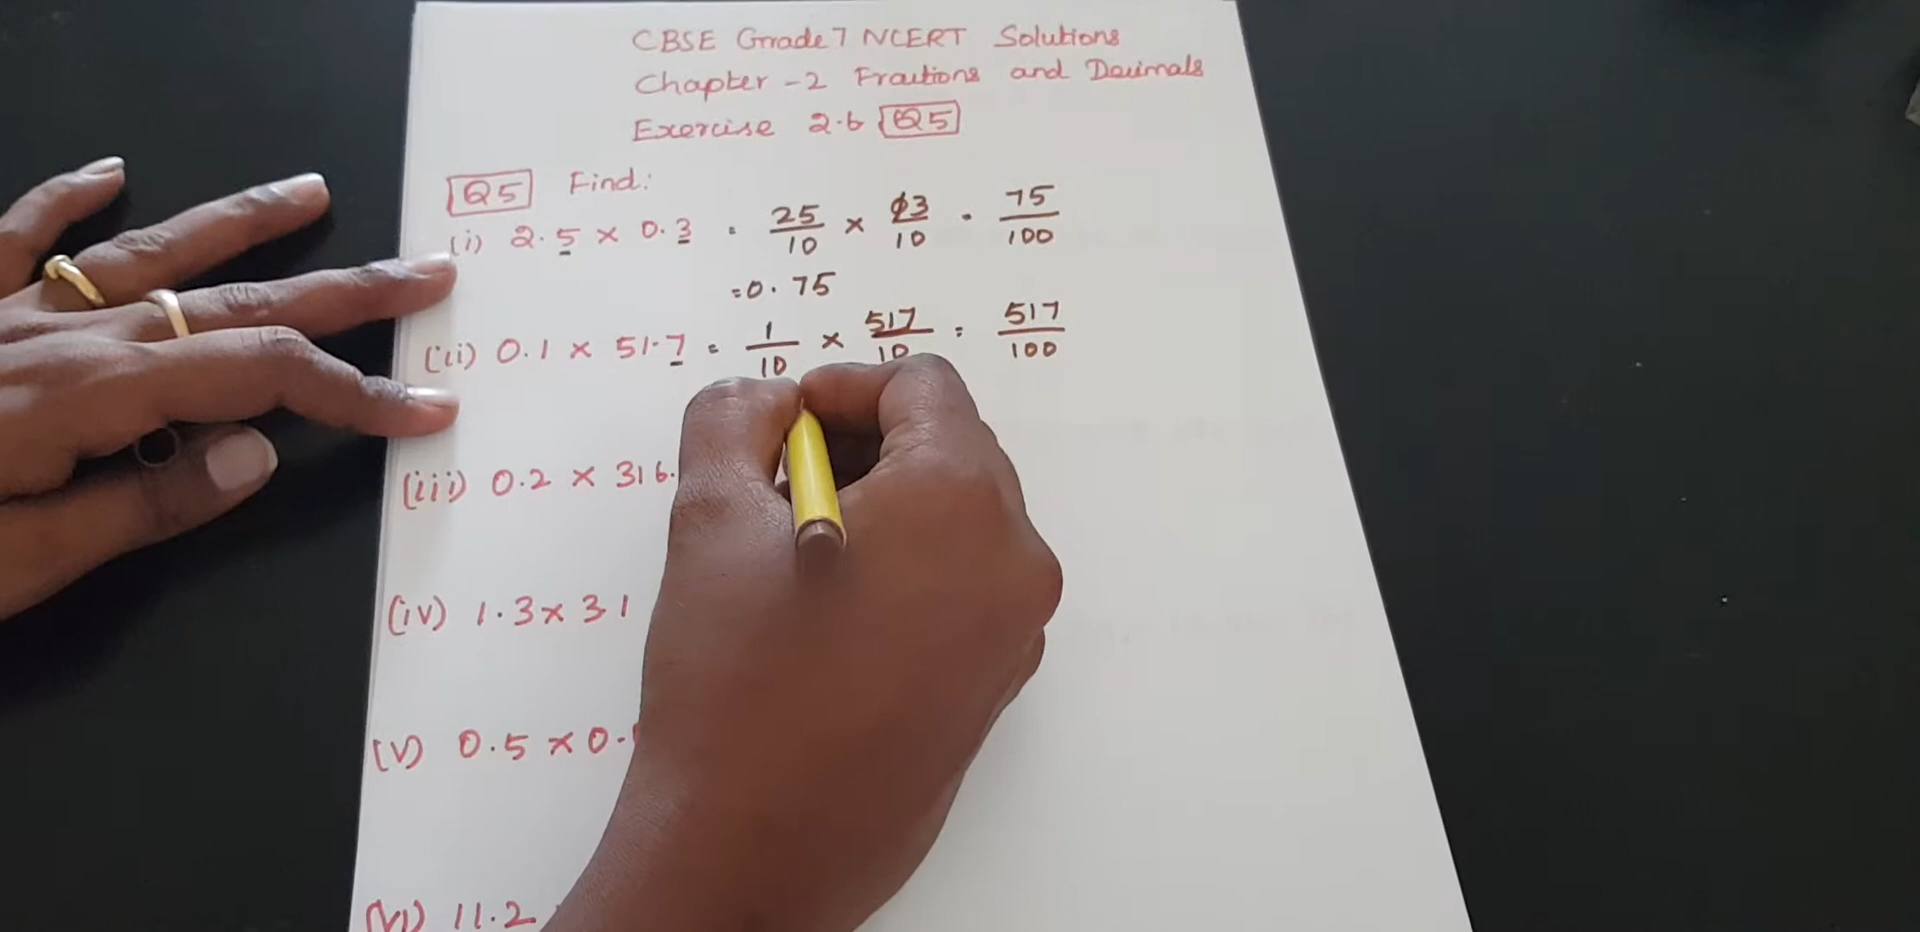 CBSE Grade 7 NCERT Solutions
Chapter - 2 Fractions and Decimals
Exercise 2.6 Q5
Q5 Find:
(i) 2.5 × 0.3 = 25/10 × 03/10 = 75/100
= 0.75
(ii) 0.1 × 51.7 = 1/10 × 517/10 = 517/100
(iii) 0.2 × 316.
(iv) 1.3 × 31
(v) 0.5 × 0.
(vi) 11.2